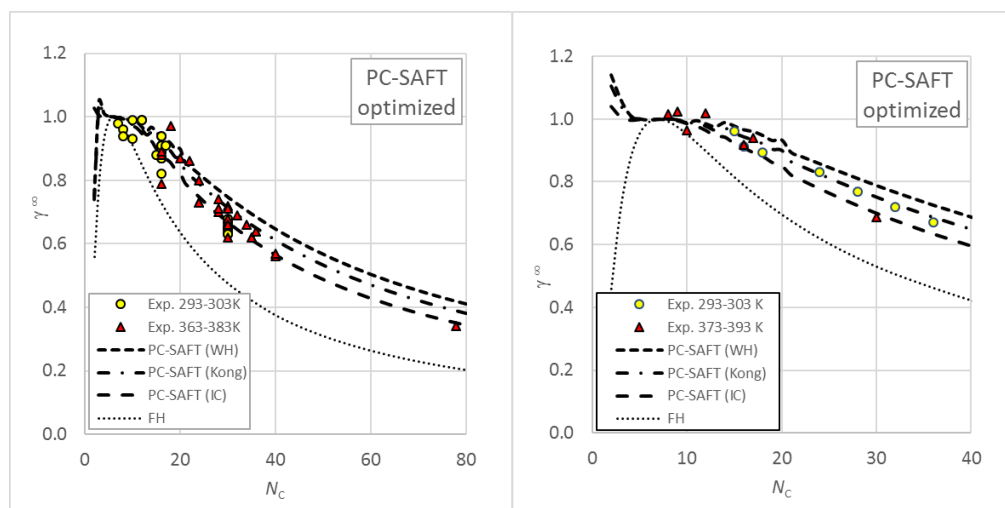 1.2
1.0
0.8
0.6
0.4
0.2
0.0
γ∞
PC-SAFT
optimized
Exp. 293-303K
Exp. 363-383K
PC-SAFT (WH)
PC-SAFT (Kong)
PC-SAFT (IC)
FH
0 20 40 60 80
Nc
1.2
1.0
0.8
0.6
0.4
0.2
0.0
γ∞
PC-SAFT
optimized
Exp. 293-303 K
Exp. 373-393 K
PC-SAFT (WH)
PC-SAFT (Kong)
PC-SAFT (IC)
FH
0 10 20 30 40
Nc